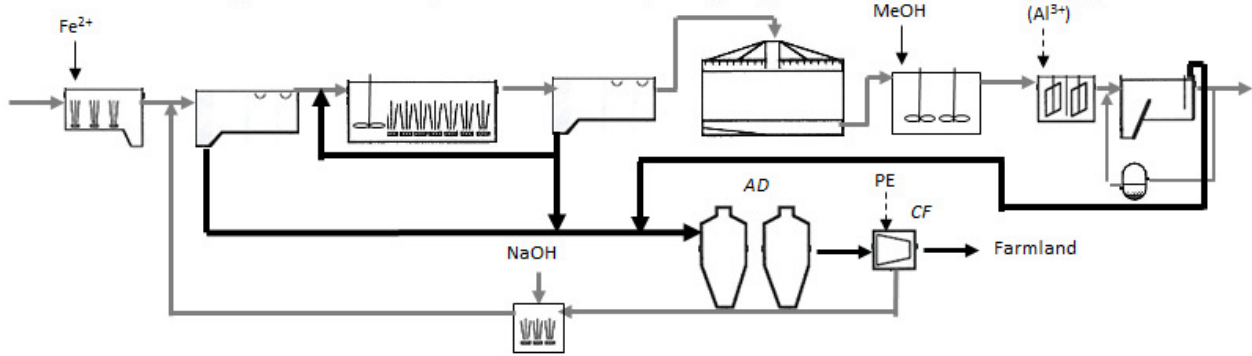 MeOH
(Al³⁺)
Fe²⁺
AD
PE
CF
NaOH
Farmland